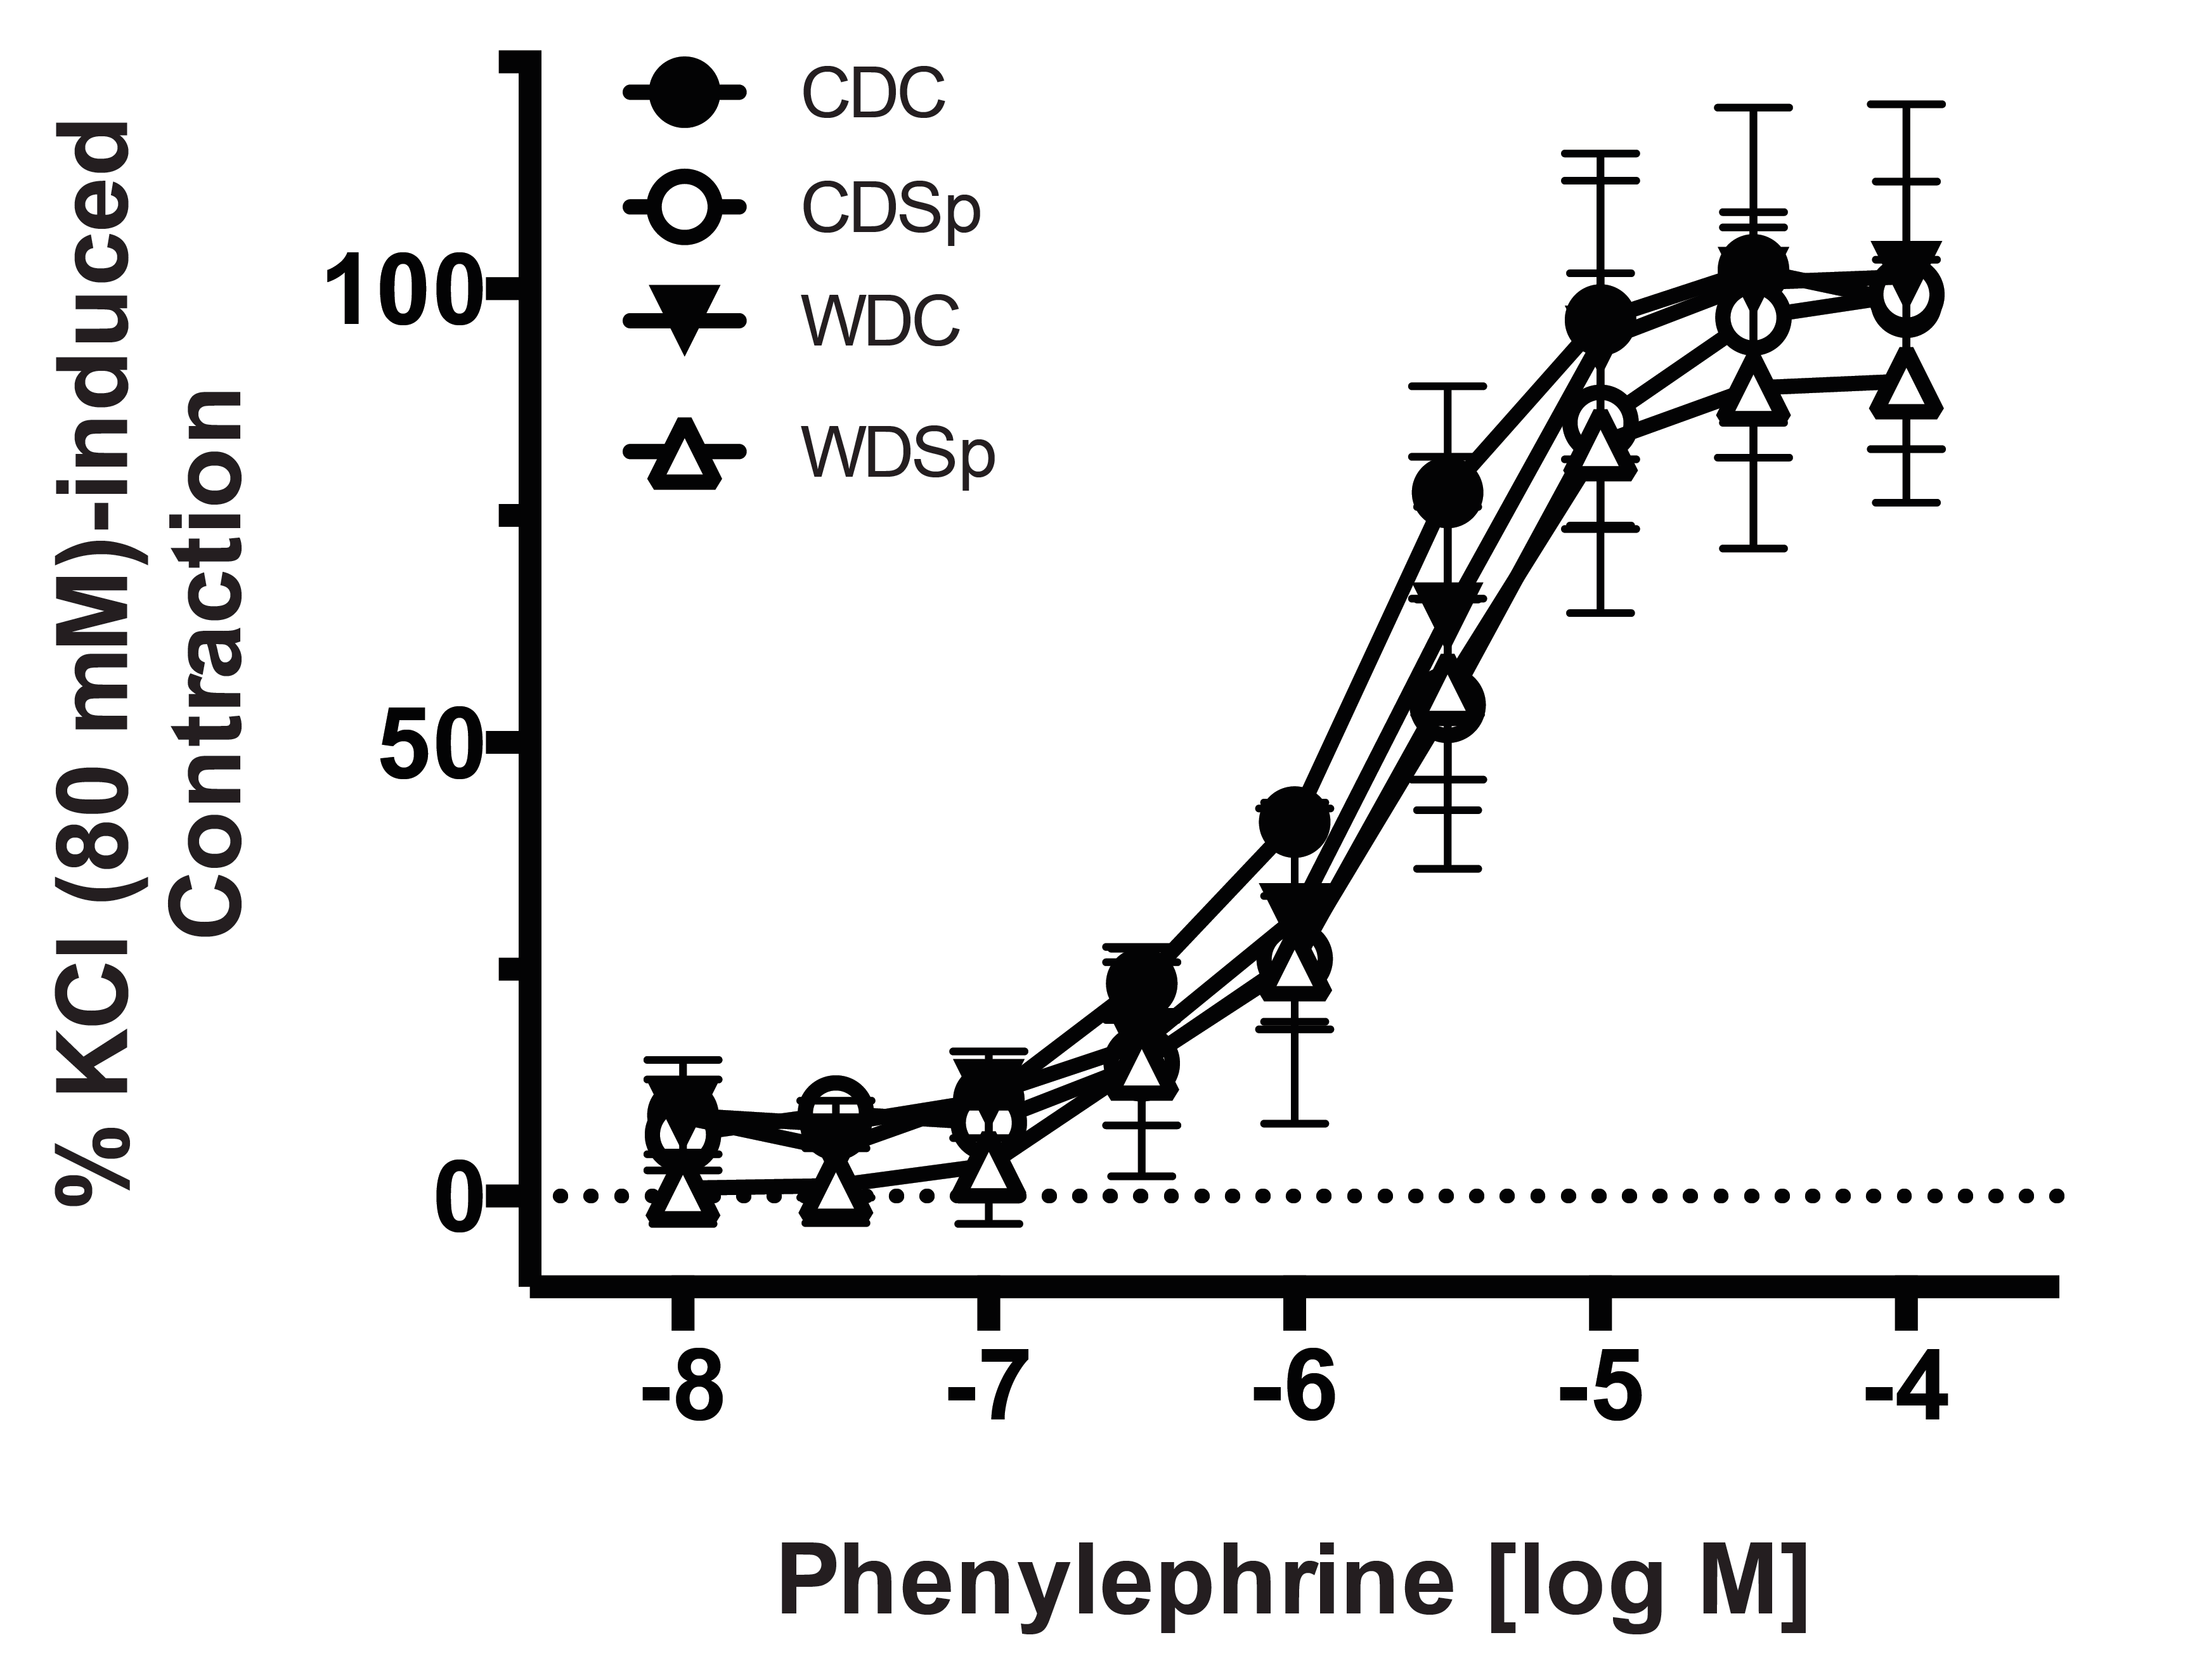 % KCl (80 mM)-induced
Contraction
CDC
CDSp
WDC
WDSp
100
50
0
-8
-7
-6
-5
-4
Phenylephrine [log M]